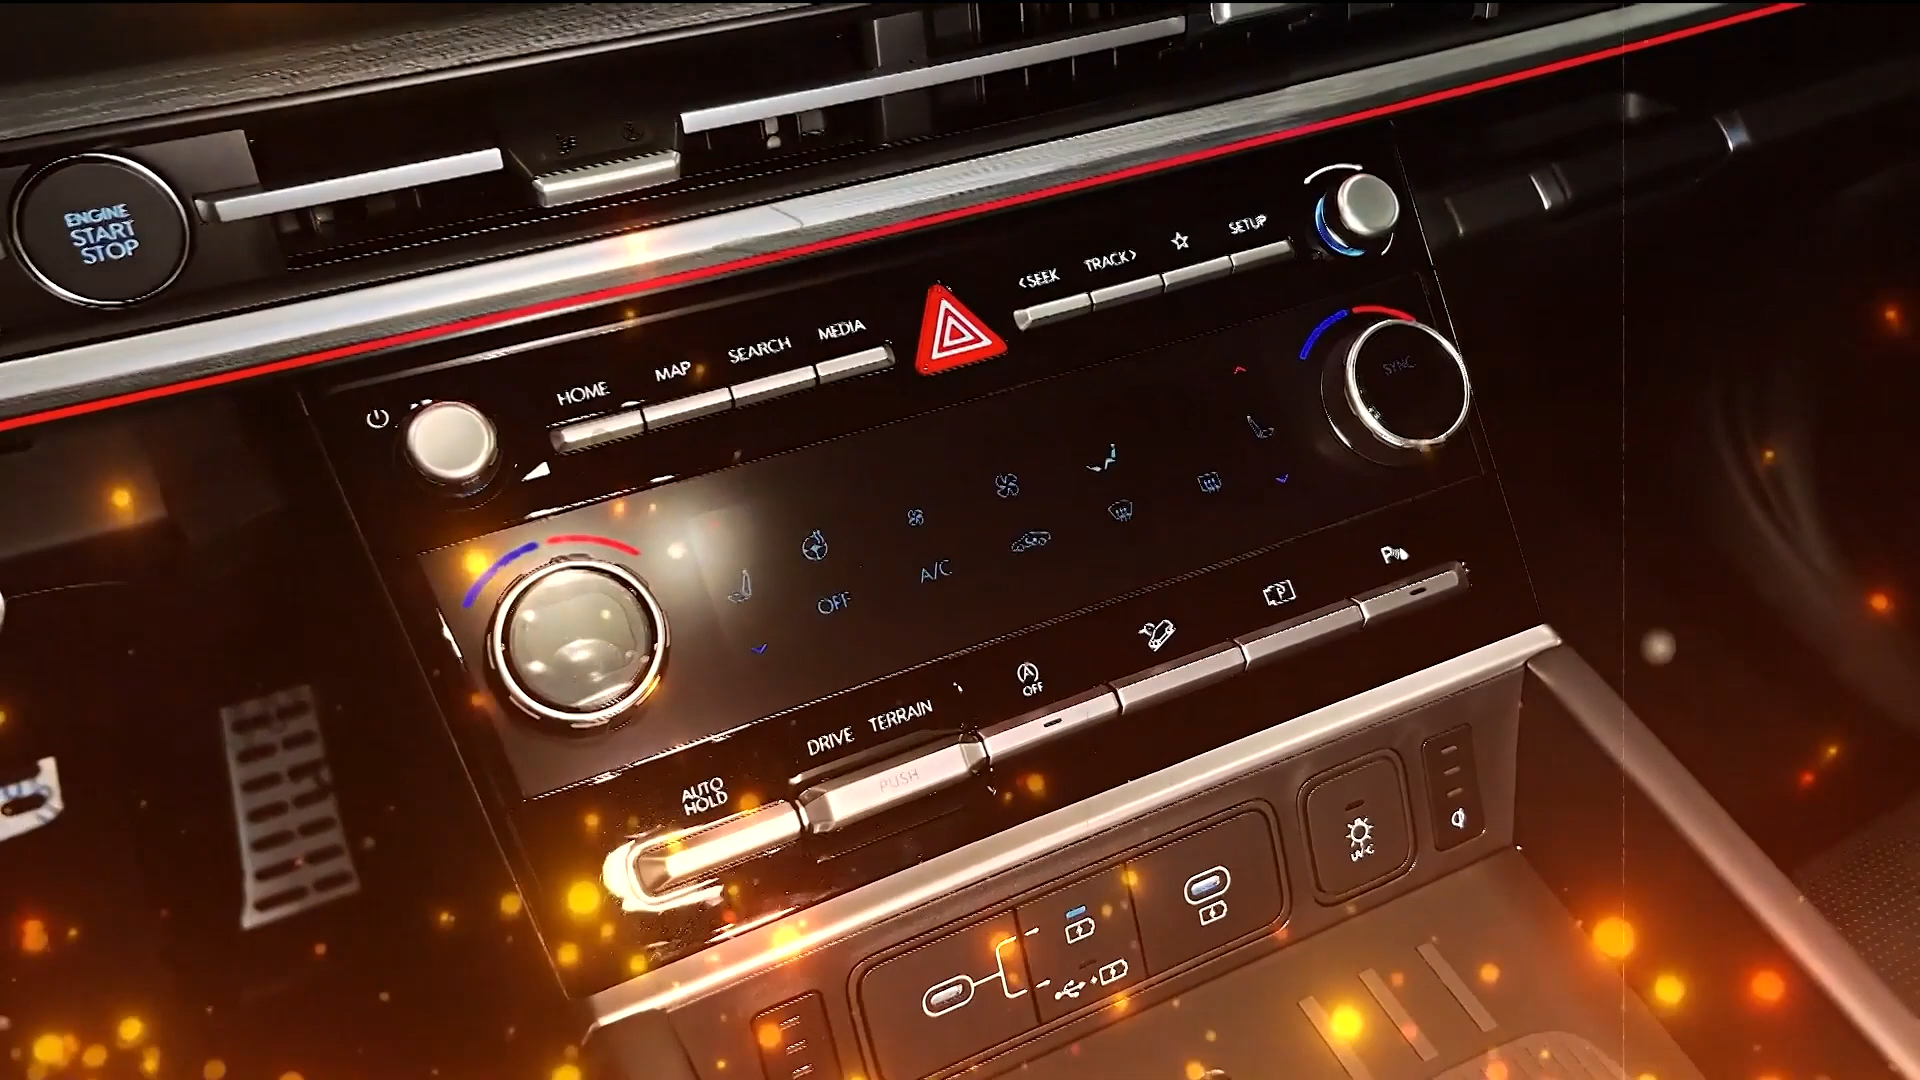 ENGINE
START
STOP
HOME
MAP
SEARCH
MEDIA
<SEEK
TRACK>
SETUP
SYNC
OFF
A/C
AUTO
HOLD
DRIVE
TERRAIN
PUSH
A
OFF
P
P